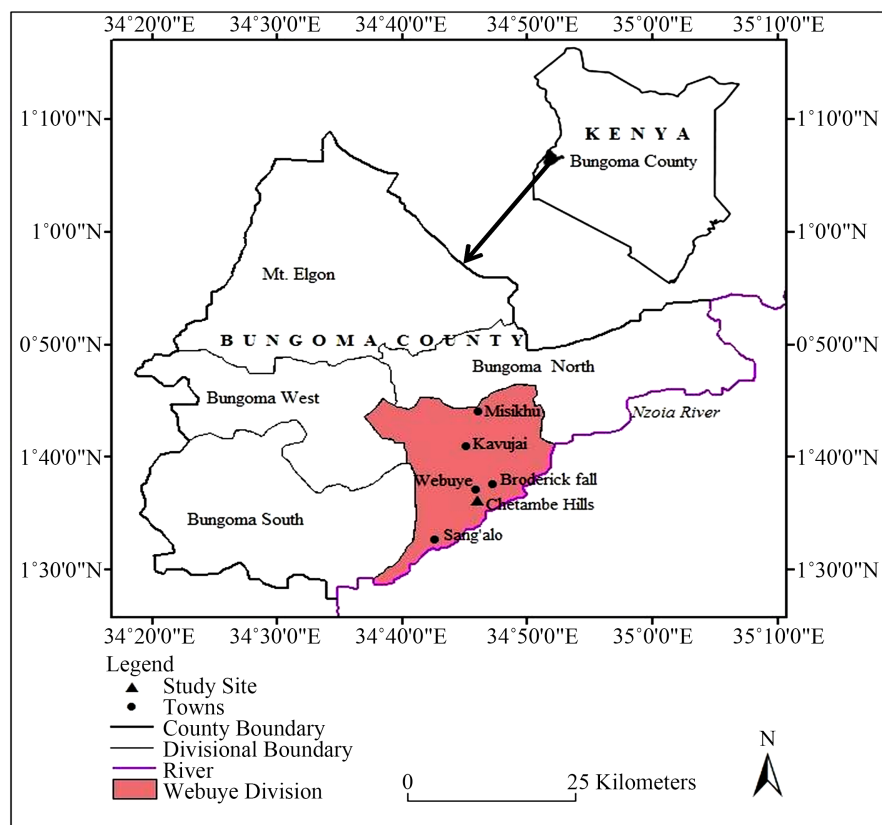 34°20'0"E 34°30'0"E 34°40'0"E 34°50'0"E 35°0'0"E 35°10'0"E
1°10'0"N 1°10'0"N
K E N Y A
Bungoma County
1°0'0"N 1°0'0"N
Mt. Elgon
0°50'0"N 0°50'0"N
B U N G O M A C O U N T Y
Bungoma North
Bungoma West
Misikhu
Nzoia River
Kavujai
1°40'0"N 1°40'0"N
Webuye
Broderick fall
Chetambe Hills
Bungoma South
Sang'alo
1°30'0"N 1°30'0"N
34°20'0"E 34°30'0"E 34°40'0"E 34°50'0"E 35°0'0"E 35°10'0"E
Legend
Study Site
Towns
County Boundary
Divisional Boundary
River
Webuye Division
0 25 Kilometers
N